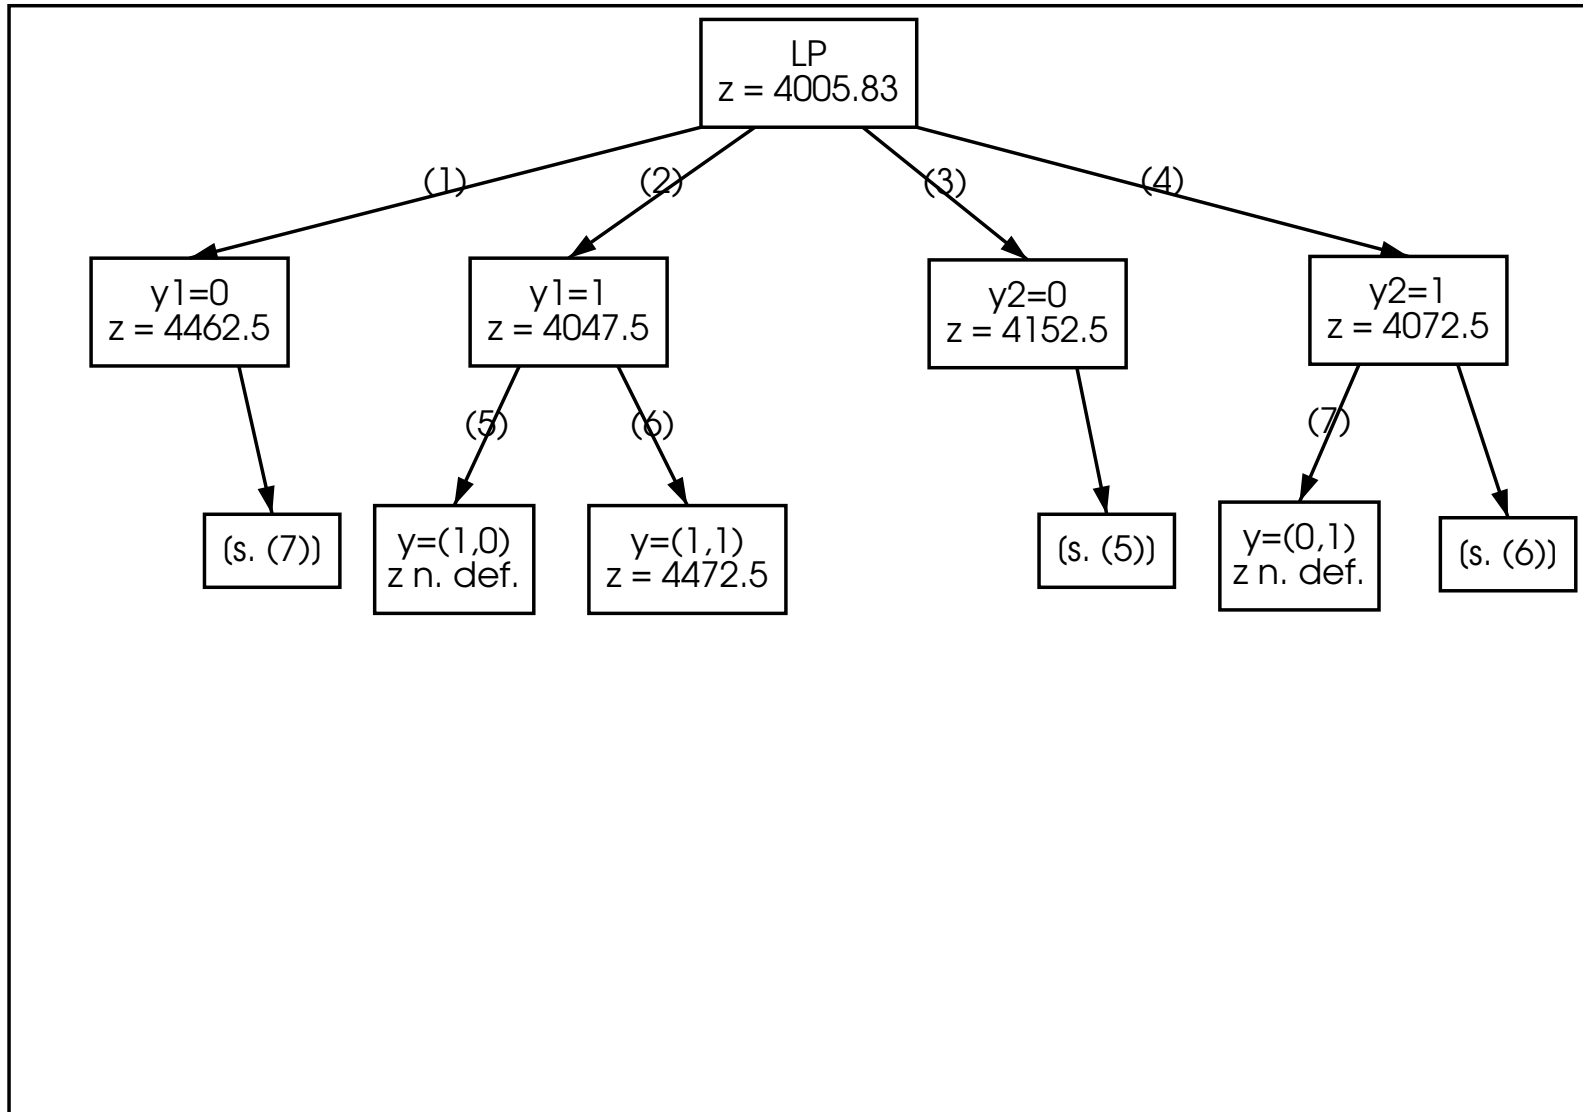 LP
z = 4005.83
(1)
(2)
(3)
(4)
y1=0
z = 4462.5
y1=1
z = 4047.5
y2=0
z = 4152.5
y2=1
z = 4072.5
(5)
(6)
(7)
(s. (7))
y=(1,0)
z n. def.
y=(1,1)
z = 4472.5
(s. (5))
y=(0,1)
z n. def.
(s. (6))